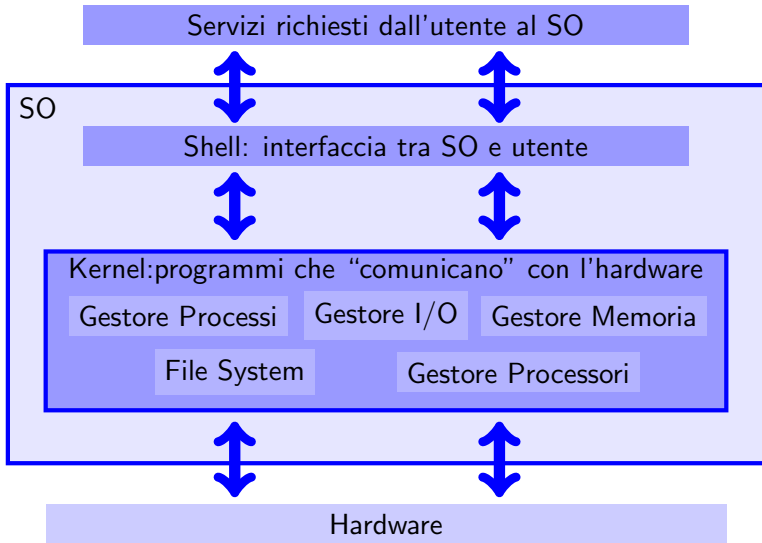 Servizi richiesti dall'utente al SO
SO
Shell: interfaccia tra SO e utente
Kernel:programmi che “comunicano” con l'hardware
Gestore Processi
Gestore I/O
Gestore Memoria
File System
Gestore Processori
Hardware